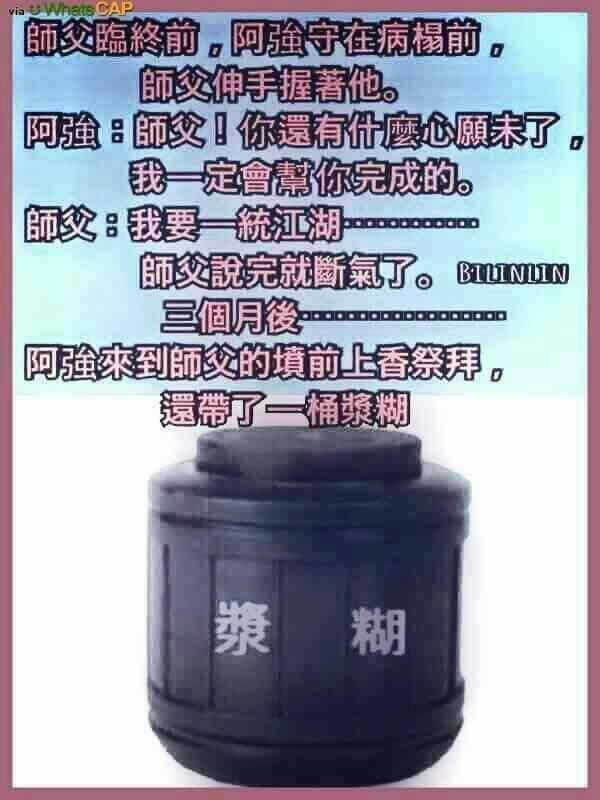 via WhatsCAP
師父臨終前，阿強守在病榻前，
師父伸手握著他。
阿強：師父！你還有什麼心願未了，
我一定會幫你完成的。
師父：我要一統江湖…………
師父說完就斷氣了。 BILINLIN
三個月後………………
阿強來到師父的墳前上香祭拜，
還帶了一桶漿糊
漿 糊